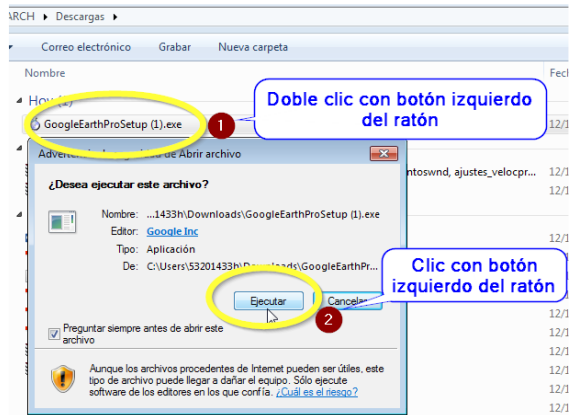 ARCH ▸ Descargas ▸
Correo electrónico Grabar Nueva carpeta
Nombre Fech
Hoy (1)
GoogleEarthProSetup (1).exe 12/1
1
Doble clic con botón izquierdo
del ratón
Advertencia de seguridad de Abrir archivo
ntoswnd, ajustes_velocpr... 12/1
12/1
¿Desea ejecutar este archivo?
Nombre: ...1433h\Downloads\GoogleEarthProSetup (1).exe
Editor: Google Inc
12/1
Tipo: Aplicación
De: C:\Users\53201433h\Downloads\GoogleEarthPr...
Clic con botón
izquierdo del ratón
Ejecutar Cancelar
2
12/1
Preguntar siempre antes de abrir este
archivo
12/1
12/1
Aunque los archivos procedentes de Internet pueden ser útiles, este
tipo de archivo puede llegar a dañar el equipo. Sólo ejecute
software de los editores en los que confía. ¿Cuál es el riesgo?
12/1
12/1
12/1